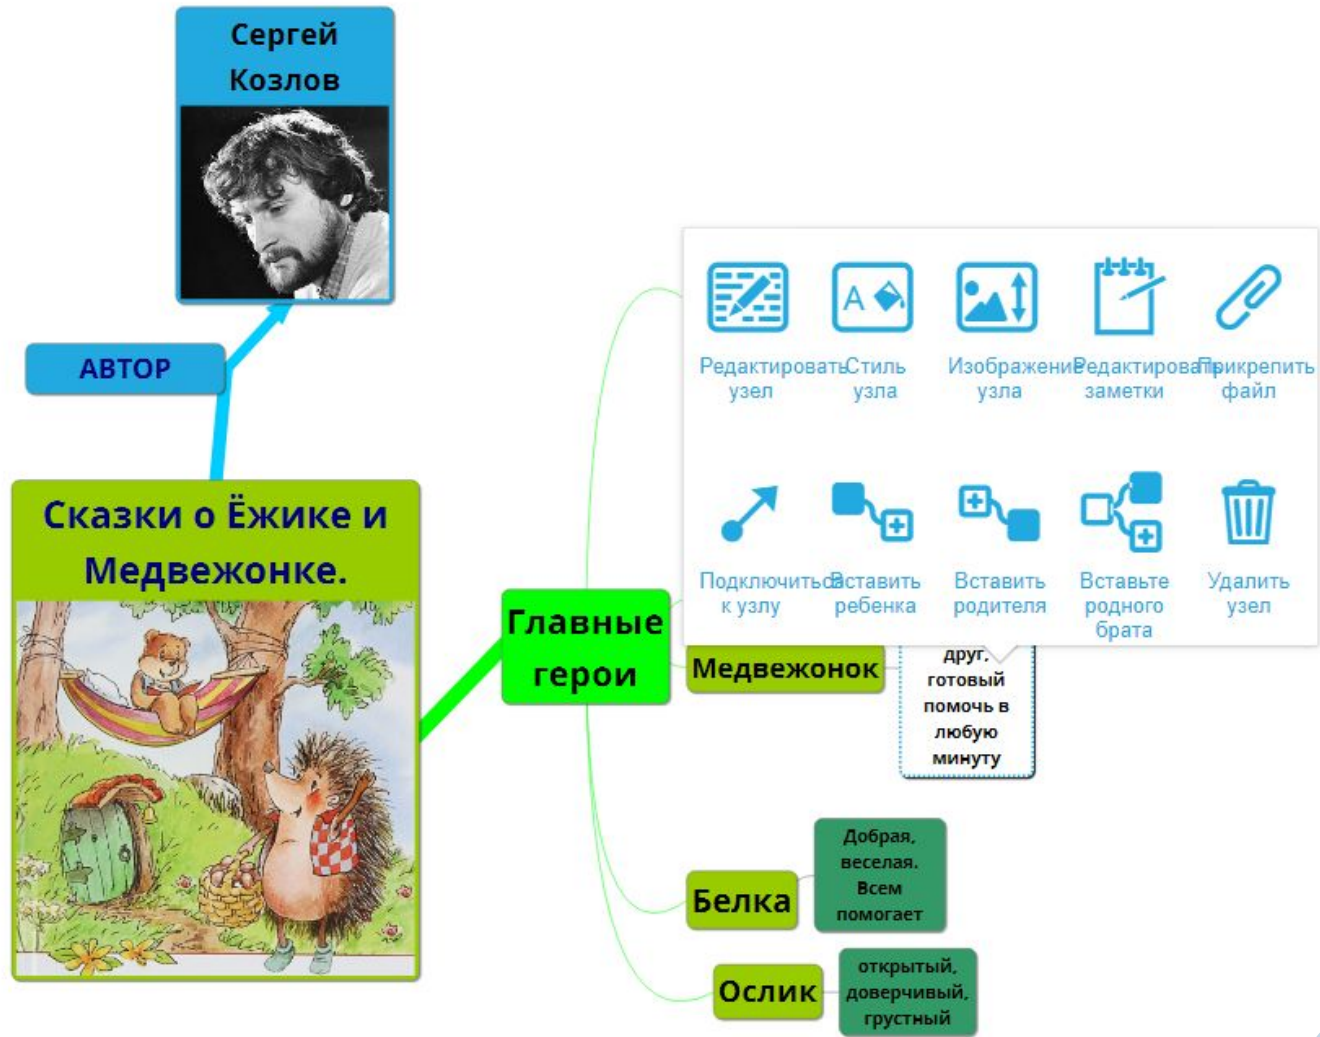 Сергей
Козлов
АВТОР
Сказки о Ёжике и
Медвежонке.
Главные
герои
Редактировать
узел
Стиль
узла
Изображение
узла
Редактировать
заметки
Прикрепить
файл
Подключиться
к узлу
Вставить
ребенка
Вставить
родителя
Вставьте
родного
брата
Удалить
узел
Медвежонок
друг,
готовый
помочь в
любую
минуту
Белка
Добрая,
веселая.
Всем
помогает
Ослик
открытый,
доверчивый,
грустный